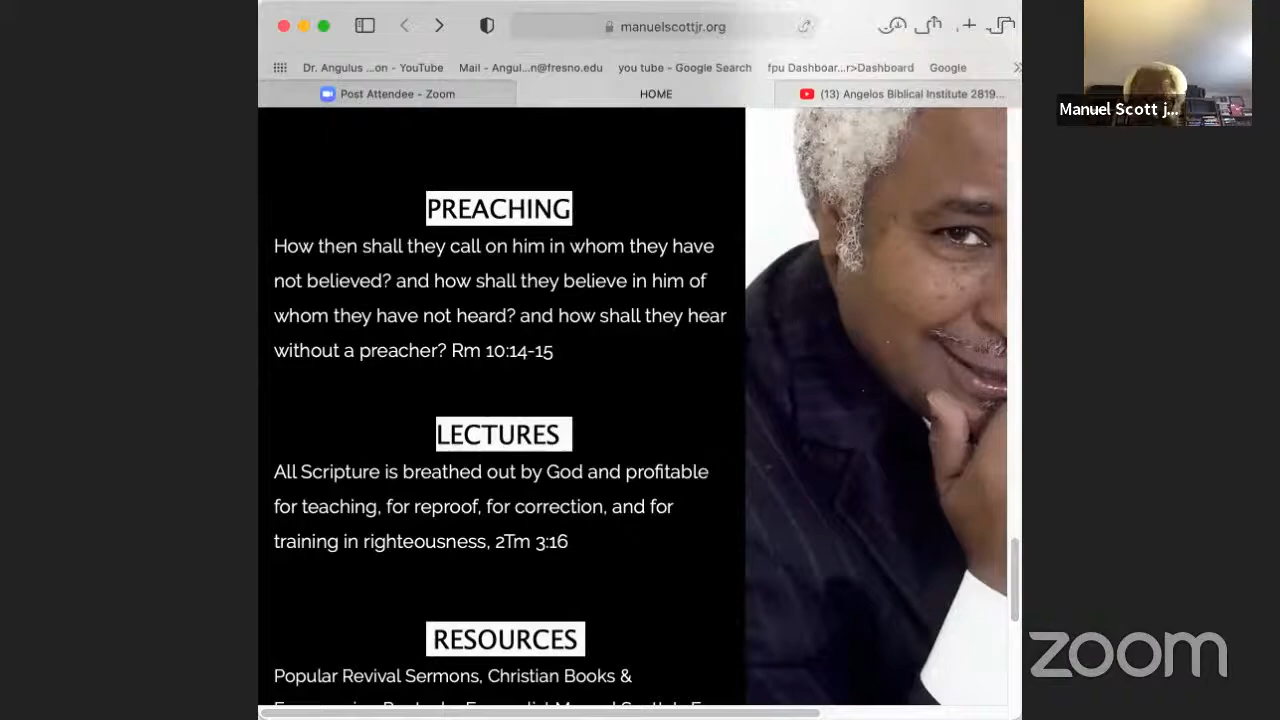 manuelscottjr.org
Dr. Angulus ...on - YouTube
Mail - Angul...n@fresno.edu
you tube - Google Search
fpu Dashboar...r>Dashboard
Google
Post Attendee - Zoom
HOME
(13) Angelos Biblical Institute 2819...
Manuel Scott j...
PREACHING
How then shall they call on him in whom they have
not believed? and how shall they believe in him of
whom they have not heard? and how shall they hear
without a preacher? Rm 10:14-15
LECTURES
All Scripture is breathed out by God and profitable
for teaching, for reproof, for correction, and for
training in righteousness, 2Tm 3:16
RESOURCES
Popular Revival Sermons, Christian Books &
zoom